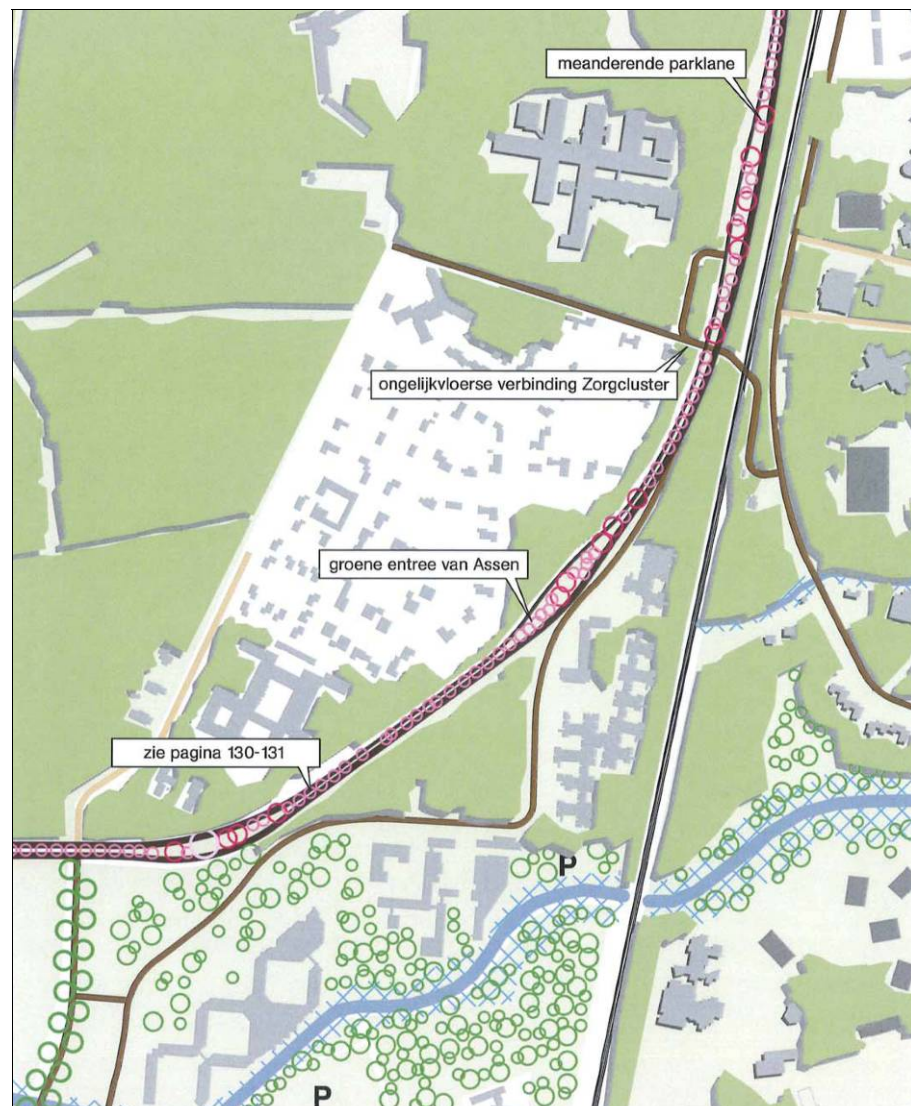 meanderende parklane
ongelijkvloerse verbinding Zorgcluster
groene entree van Assen
zie pagina 130-131
P
P